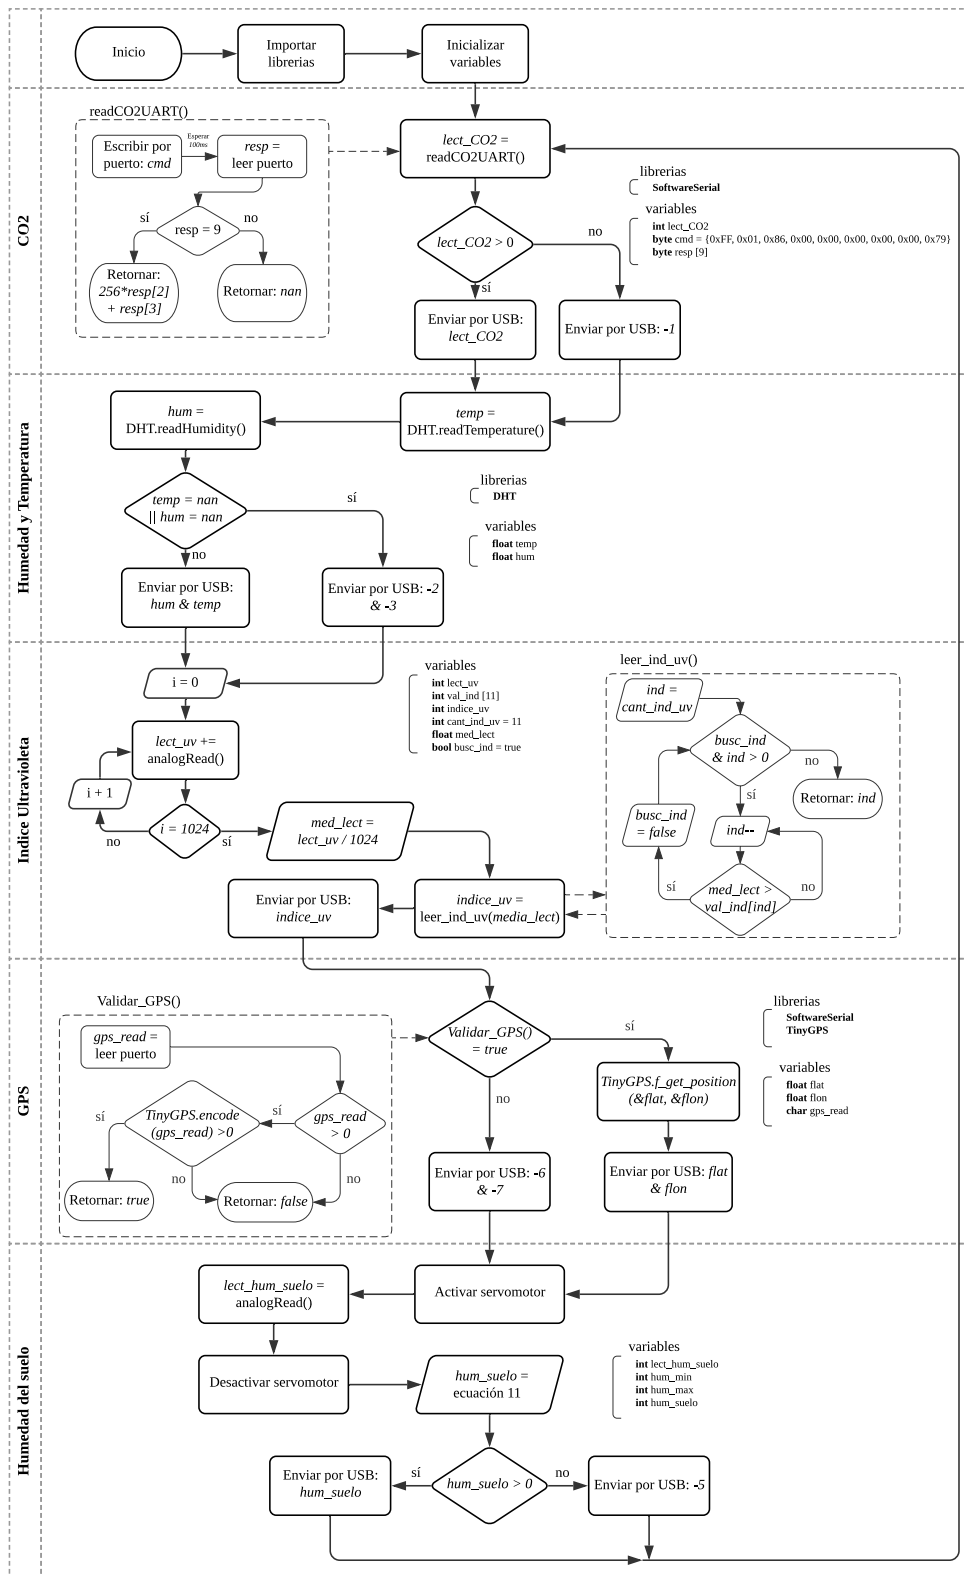 Inicio
Importar
librerias
Inicializar
variables
CO2
readCO2UART()
Escribir por
puerto: cmd
Esperar
100ms
resp =
leer puerto
sí
no
resp = 9
Retornar:
256*resp[2]
+ resp[3]
Retornar: nan
lect_CO2 =
readCO2UART()
lect_CO2 > 0
no
sí
Enviar por USB:
lect_CO2
Enviar por USB: -1
librerias
SoftwareSerial
variables
int lect_CO2
byte cmd = {0xFF, 0x01, 0x86, 0x00, 0x00, 0x00, 0x00, 0x00, 0x79}
byte resp [9]
Humedad y Temperatura
hum =
DHT.readHumidity()
temp =
DHT.readTemperature()
temp = nan
|| hum = nan
sí
no
Enviar por USB:
hum & temp
Enviar por USB: -2
& -3
librerias
DHT
variables
float temp
float hum
Indice Ultravioleta
i = 0
lect_uv +=
analogRead()
i + 1
no
i = 1024
sí
med_lect =
lect_uv / 1024
variables
int lect_uv
int val_ind [11]
int indice_uv
int cant_ind_uv = 11
float med_lect
bool busc_ind = true
leer_ind_uv()
ind =
cant_ind_uv
busc_ind
& ind > 0
no
sí
Retornar: ind
busc_ind
= false
ind--
sí
med_lect >
val_ind[ind]
no
Enviar por USB:
indice_uv
indice_uv =
leer_ind_uv(media_lect)
GPS
Validar_GPS()
gps_read =
leer puerto
sí
TinyGPS.encode
(gps_read) >0
sí
gps_read
> 0
no
no
Retornar: true
Retornar: false
Validar_GPS()
= true
sí
no
TinyGPS.f_get_position
(&flat, &flon)
Enviar por USB: -6
& -7
Enviar por USB: flat
& flon
librerias
SoftwareSerial
TinyGPS
variables
float flat
float flon
char gps_read
Humedad del suelo
lect_hum_suelo =
analogRead()
Activar servomotor
Desactivar servomotor
hum_suelo =
ecuación 11
variables
int lect_hum_suelo
int hum_min
int hum_max
int hum_suelo
Enviar por USB:
hum_suelo
sí
hum_suelo > 0
no
Enviar por USB: -5